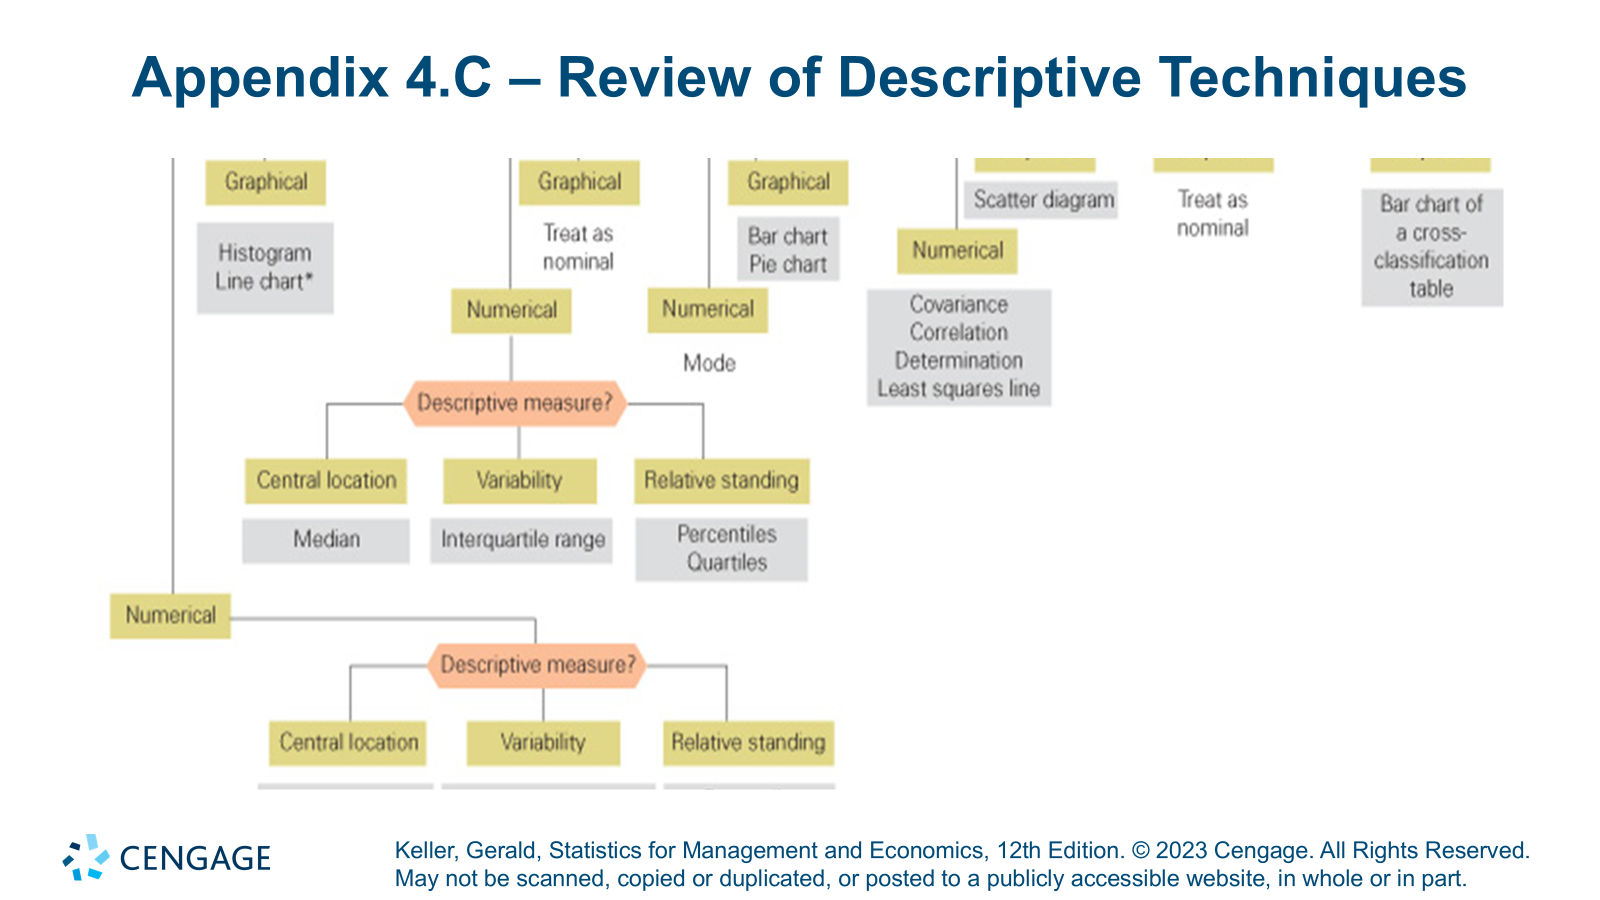 Appendix 4.C – Review of Descriptive Techniques
Graphical
Histogram
Line chart*
Graphical
Treat as
nominal
Numerical
Graphical
Bar chart
Pie chart
Numerical
Mode
Scatter diagram
Numerical
Covariance
Correlation
Determination
Least squares line
Treat as
nominal
Bar chart of
a cross-
classification
table
Descriptive measure?
Central location
Variability
Relative standing
Median
Interquartile range
Percentiles
Quartiles
Numerical
Descriptive measure?
Central location
Variability
Relative standing
CENGAGE
Keller, Gerald, Statistics for Management and Economics, 12th Edition. © 2023 Cengage. All Rights Reserved.
May not be scanned, copied or duplicated, or posted to a publicly accessible website, in whole or in part.